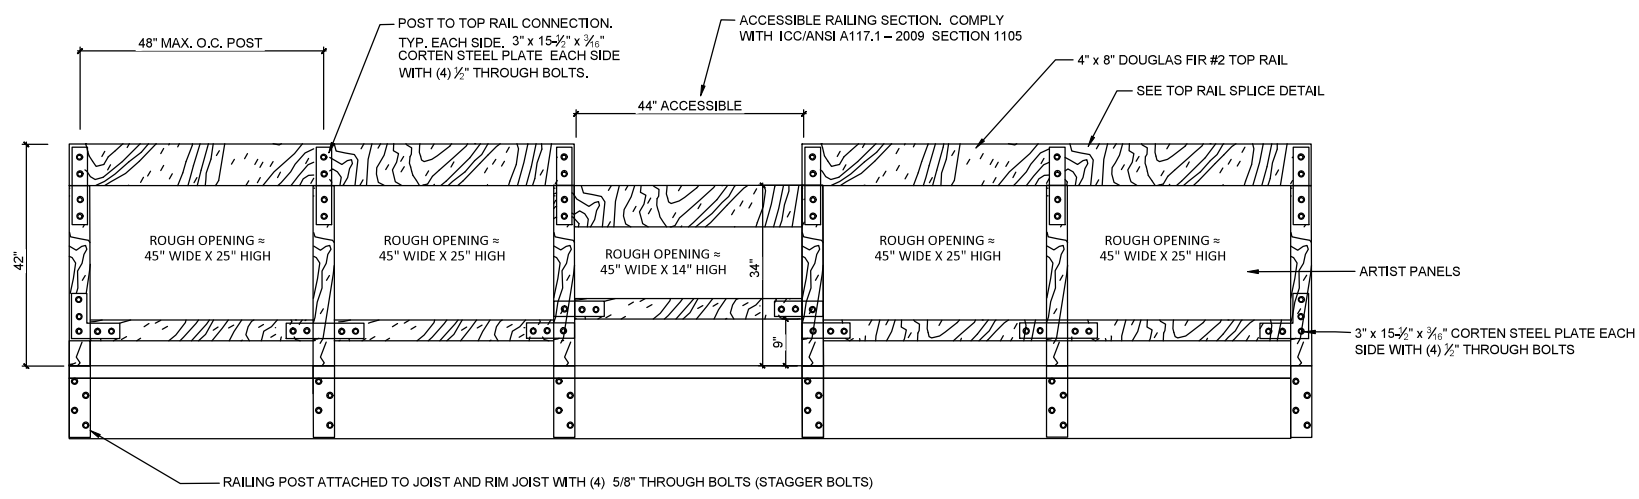 POST TO TOP RAIL CONNECTION.
TYP. EACH SIDE. 3" x 15-½" x 3⁄16"
CORTEN STEEL PLATE EACH SIDE
WITH (4) ½" THROUGH BOLTS.
ACCESSIBLE RAILING SECTION. COMPLY
WITH ICC/ANSI A117.1 – 2009 SECTION 1105
48" MAX. O.C. POST
4" x 8" DOUGLAS FIR #2 TOP RAIL
SEE TOP RAIL SPLICE DETAIL
44" ACCESSIBLE
42"
ROUGH OPENING ≈
45" WIDE X 25" HIGH
ROUGH OPENING ≈
45" WIDE X 25" HIGH
ROUGH OPENING ≈
45" WIDE X 14" HIGH
34"
ROUGH OPENING ≈
45" WIDE X 25" HIGH
ROUGH OPENING ≈
45" WIDE X 25" HIGH
ARTIST PANELS
9"
3" x 15-½" x 3⁄16" CORTEN STEEL PLATE EACH
SIDE WITH (4) ½" THROUGH BOLTS
RAILING POST ATTACHED TO JOIST AND RIM JOIST WITH (4) 5/8" THROUGH BOLTS (STAGGER BOLTS)